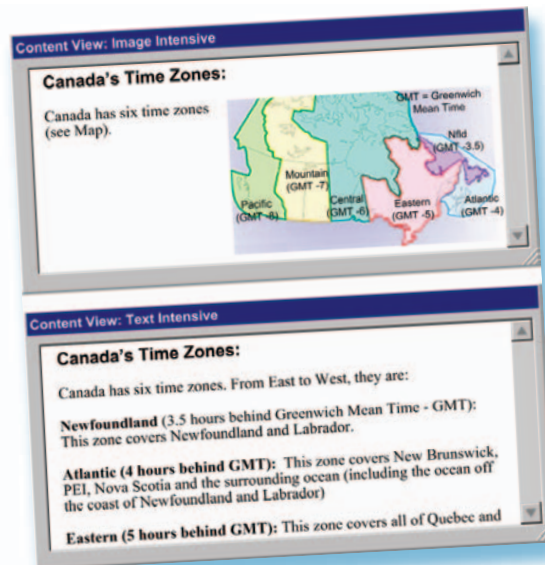 Content View: Image Intensive
Canada's Time Zones:
Canada has six time zones
(see Map).
GMT = Greenwich
Mean Time
Nfld
(GMT -3.5)
Mountain
(GMT -7)
Pacific
(GMT -8)
Central
(GMT -6)
Eastern
(GMT -5)
Atlantic
(GMT -4)
Content View: Text Intensive
Canada's Time Zones:
Canada has six time zones. From East to West, they are:
Newfoundland (3.5 hours behind Greenwich Mean Time - GMT):
This zone covers Newfoundland and Labrador.
Atlantic (4 hours behind GMT): This zone covers New Brunswick,
PEI, Nova Scotia and the surrounding ocean (including the ocean off
the coast of Newfoundland and Labrador)
Eastern (5 hours behind GMT): This zone covers all of Quebec and